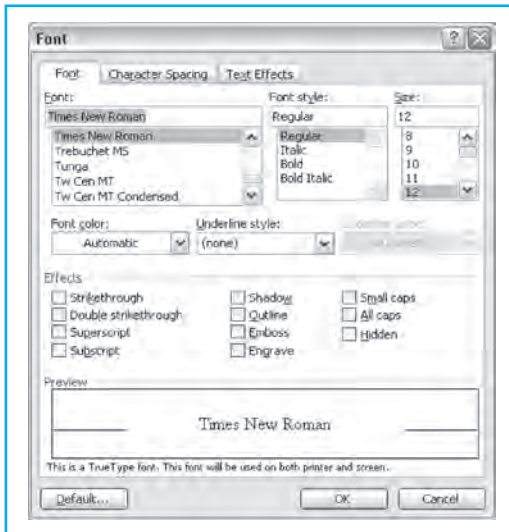 Font
Font Character Spacing Text Effects
Font: Font style: Size:
Times New Roman Regular 12
Times New Roman Regular 8
Trebuchet MS Italic 9
Tunga Bold 10
Tw Cen MT Bold Italic 11
Tw Cen MT Condensed 12
Font color: Underline style:
Automatic (none)
Effects
Strikethrough Shadow Small caps
Double strikethrough Outline All caps
Superscript Emboss Hidden
Subscript Engrave
Preview
Times New Roman
This is a TrueType font. This font will be used on both printer and screen.
Default... OK Cancel